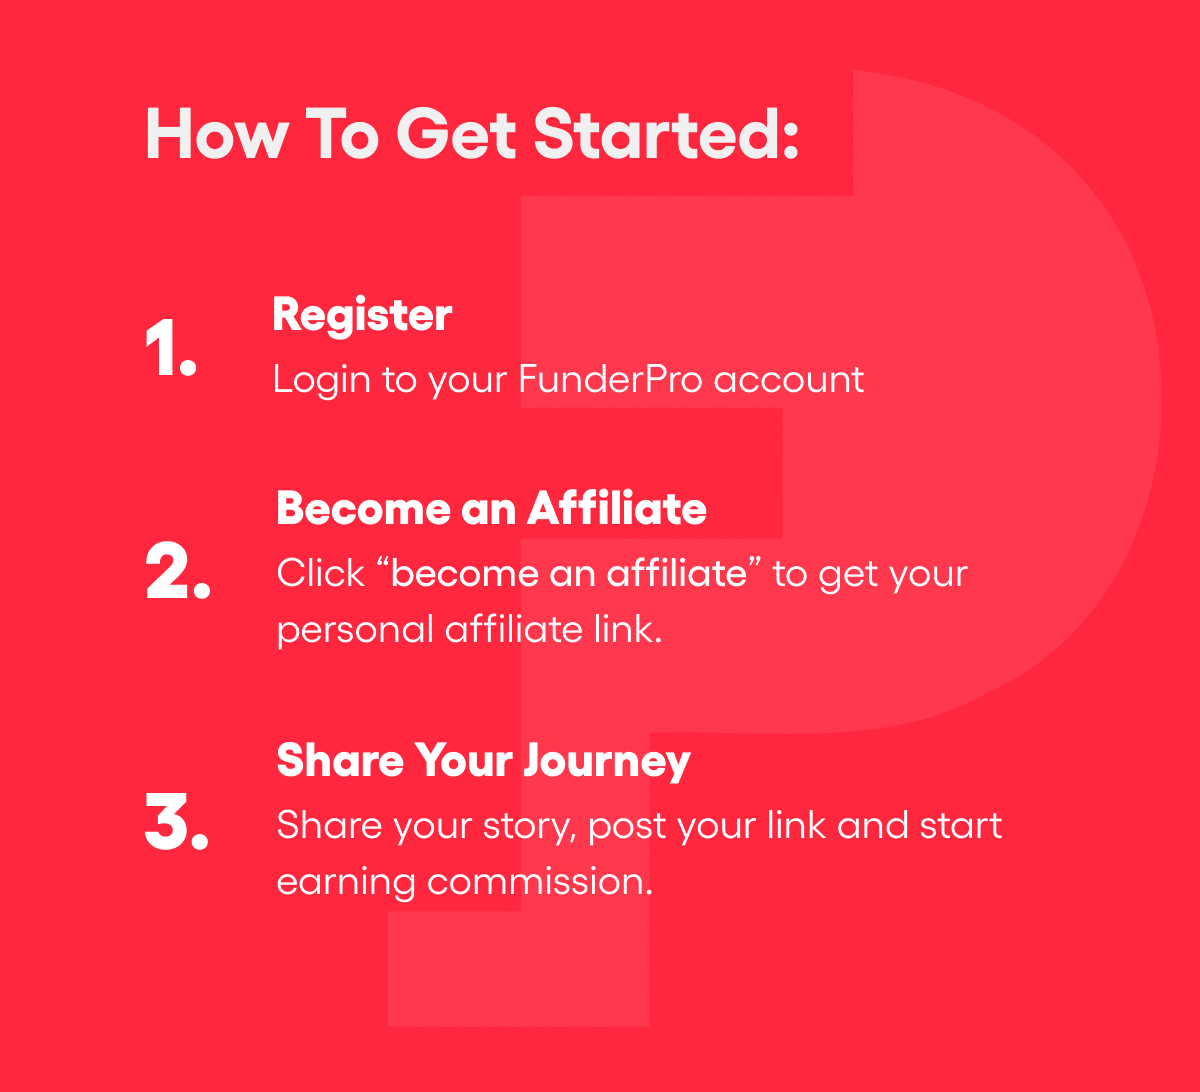 How To Get Started:
1.
Register
Login to your FunderPro account
2.
Become an Affiliate
Click “become an affiliate” to get your
personal affiliate link.
3.
Share Your Journey
Share your story, post your link and start
earning commission.